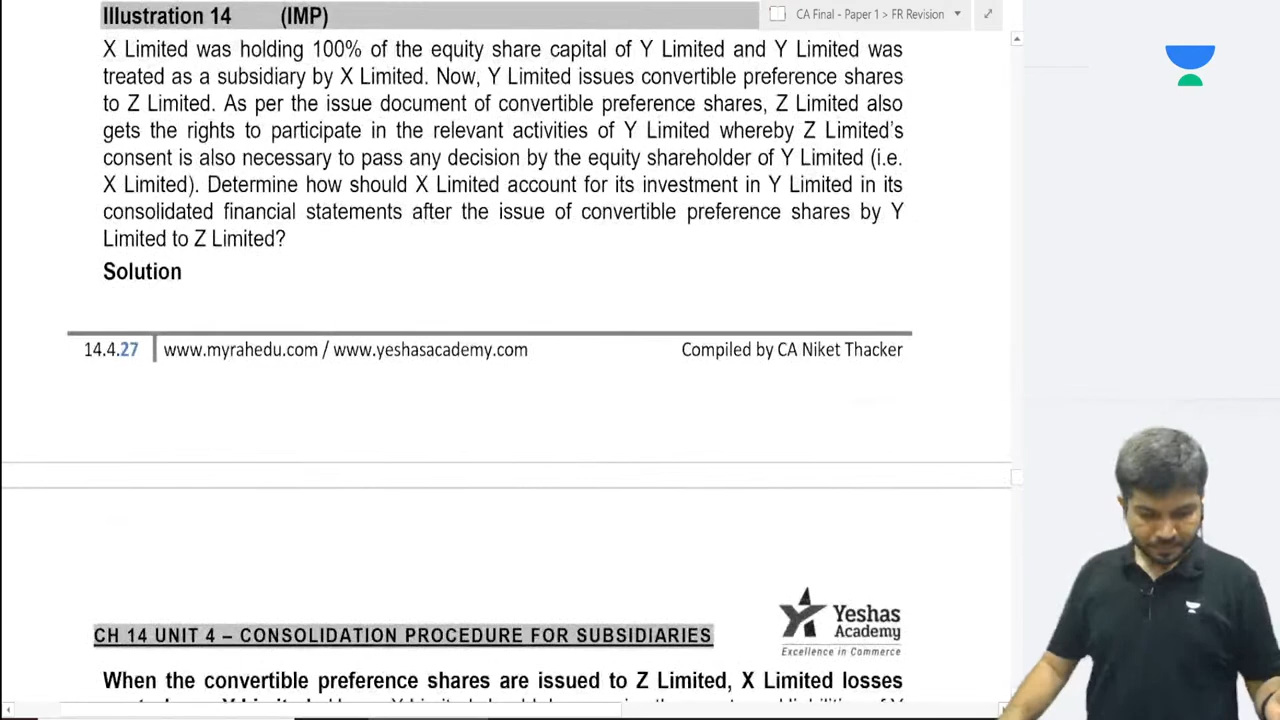 Illustration 14 (IMP)
CA Final - Paper 1 > FR Revision
X Limited was holding 100% of the equity share capital of Y Limited and Y Limited was
treated as a subsidiary by X Limited. Now, Y Limited issues convertible preference shares
to Z Limited. As per the issue document of convertible preference shares, Z Limited also
gets the rights to participate in the relevant activities of Y Limited whereby Z Limited's
consent is also necessary to pass any decision by the equity shareholder of Y Limited (i.e.
X Limited). Determine how should X Limited account for its investment in Y Limited in its
consolidated financial statements after the issue of convertible preference shares by Y
Limited to Z Limited?
Solution
14.4.27 www.myrahedu.com / www.yeshasacademy.com Compiled by CA Niket Thacker
Yeshas
Academy
Excellence in Commerce
CH 14 UNIT 4 – CONSOLIDATION PROCEDURE FOR SUBSIDIARIES
When the convertible preference shares are issued to Z Limited, X Limited losses